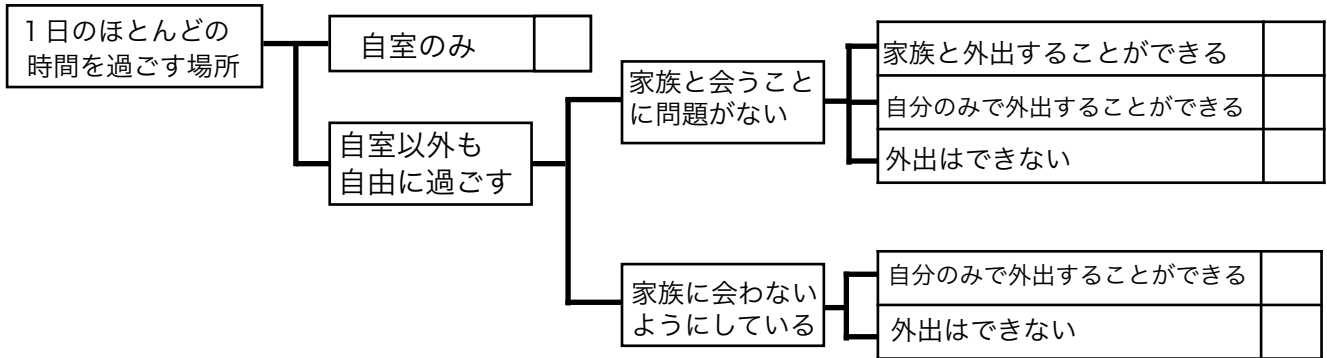 1日のほとんどの
時間を過ごす場所
自室のみ
自室以外も
自由に過ごす
家族と会うこと
に問題がない
家族と外出することができる
自分のみで外出することができる
外出はできない
家族に会わない
ようにしている
自分のみで外出することができる
外出はできない